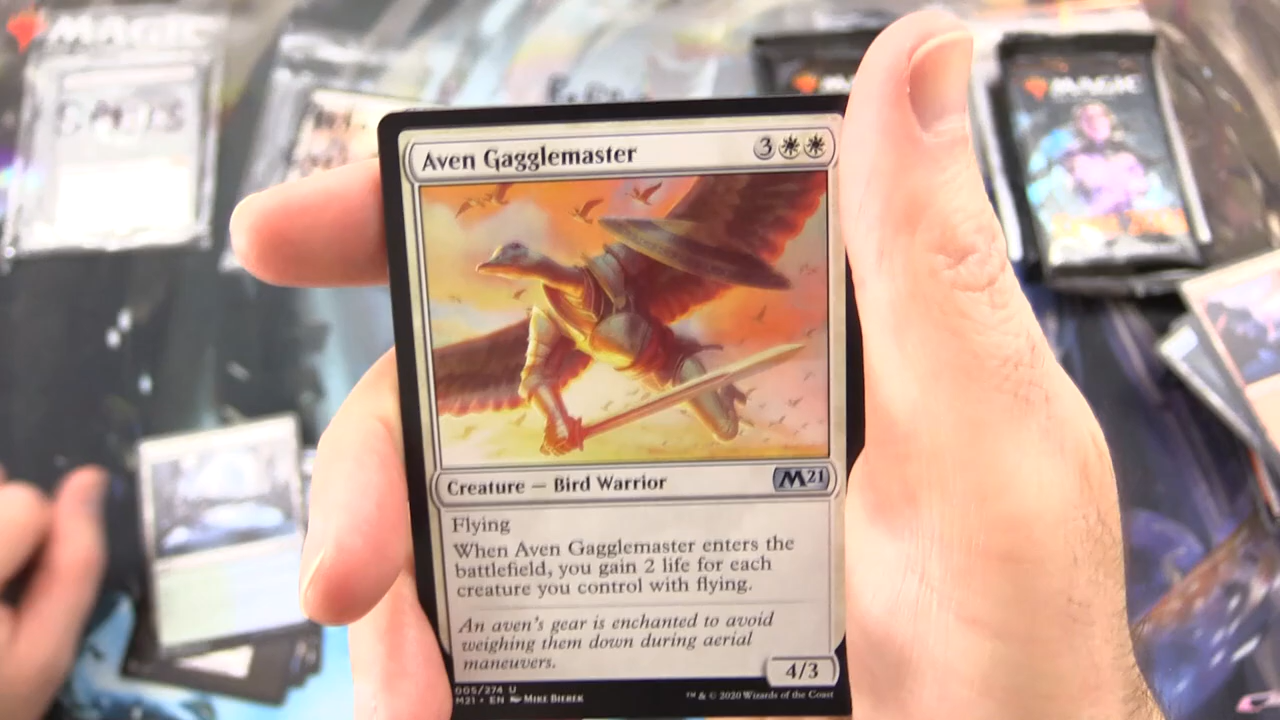 MAGIC
MAGIC
Aven Gagglemaster
3
Creature — Bird Warrior
M21
Flying
When Aven Gagglemaster enters the
battlefield, you gain 2 life for each
creature you control with flying.
An aven's gear is enchanted to avoid
weighing them down during aerial
maneuvers.
4/3
005/274 U
M21 • EN Mike Bierek
™ & © 2020 Wizards of the Coast